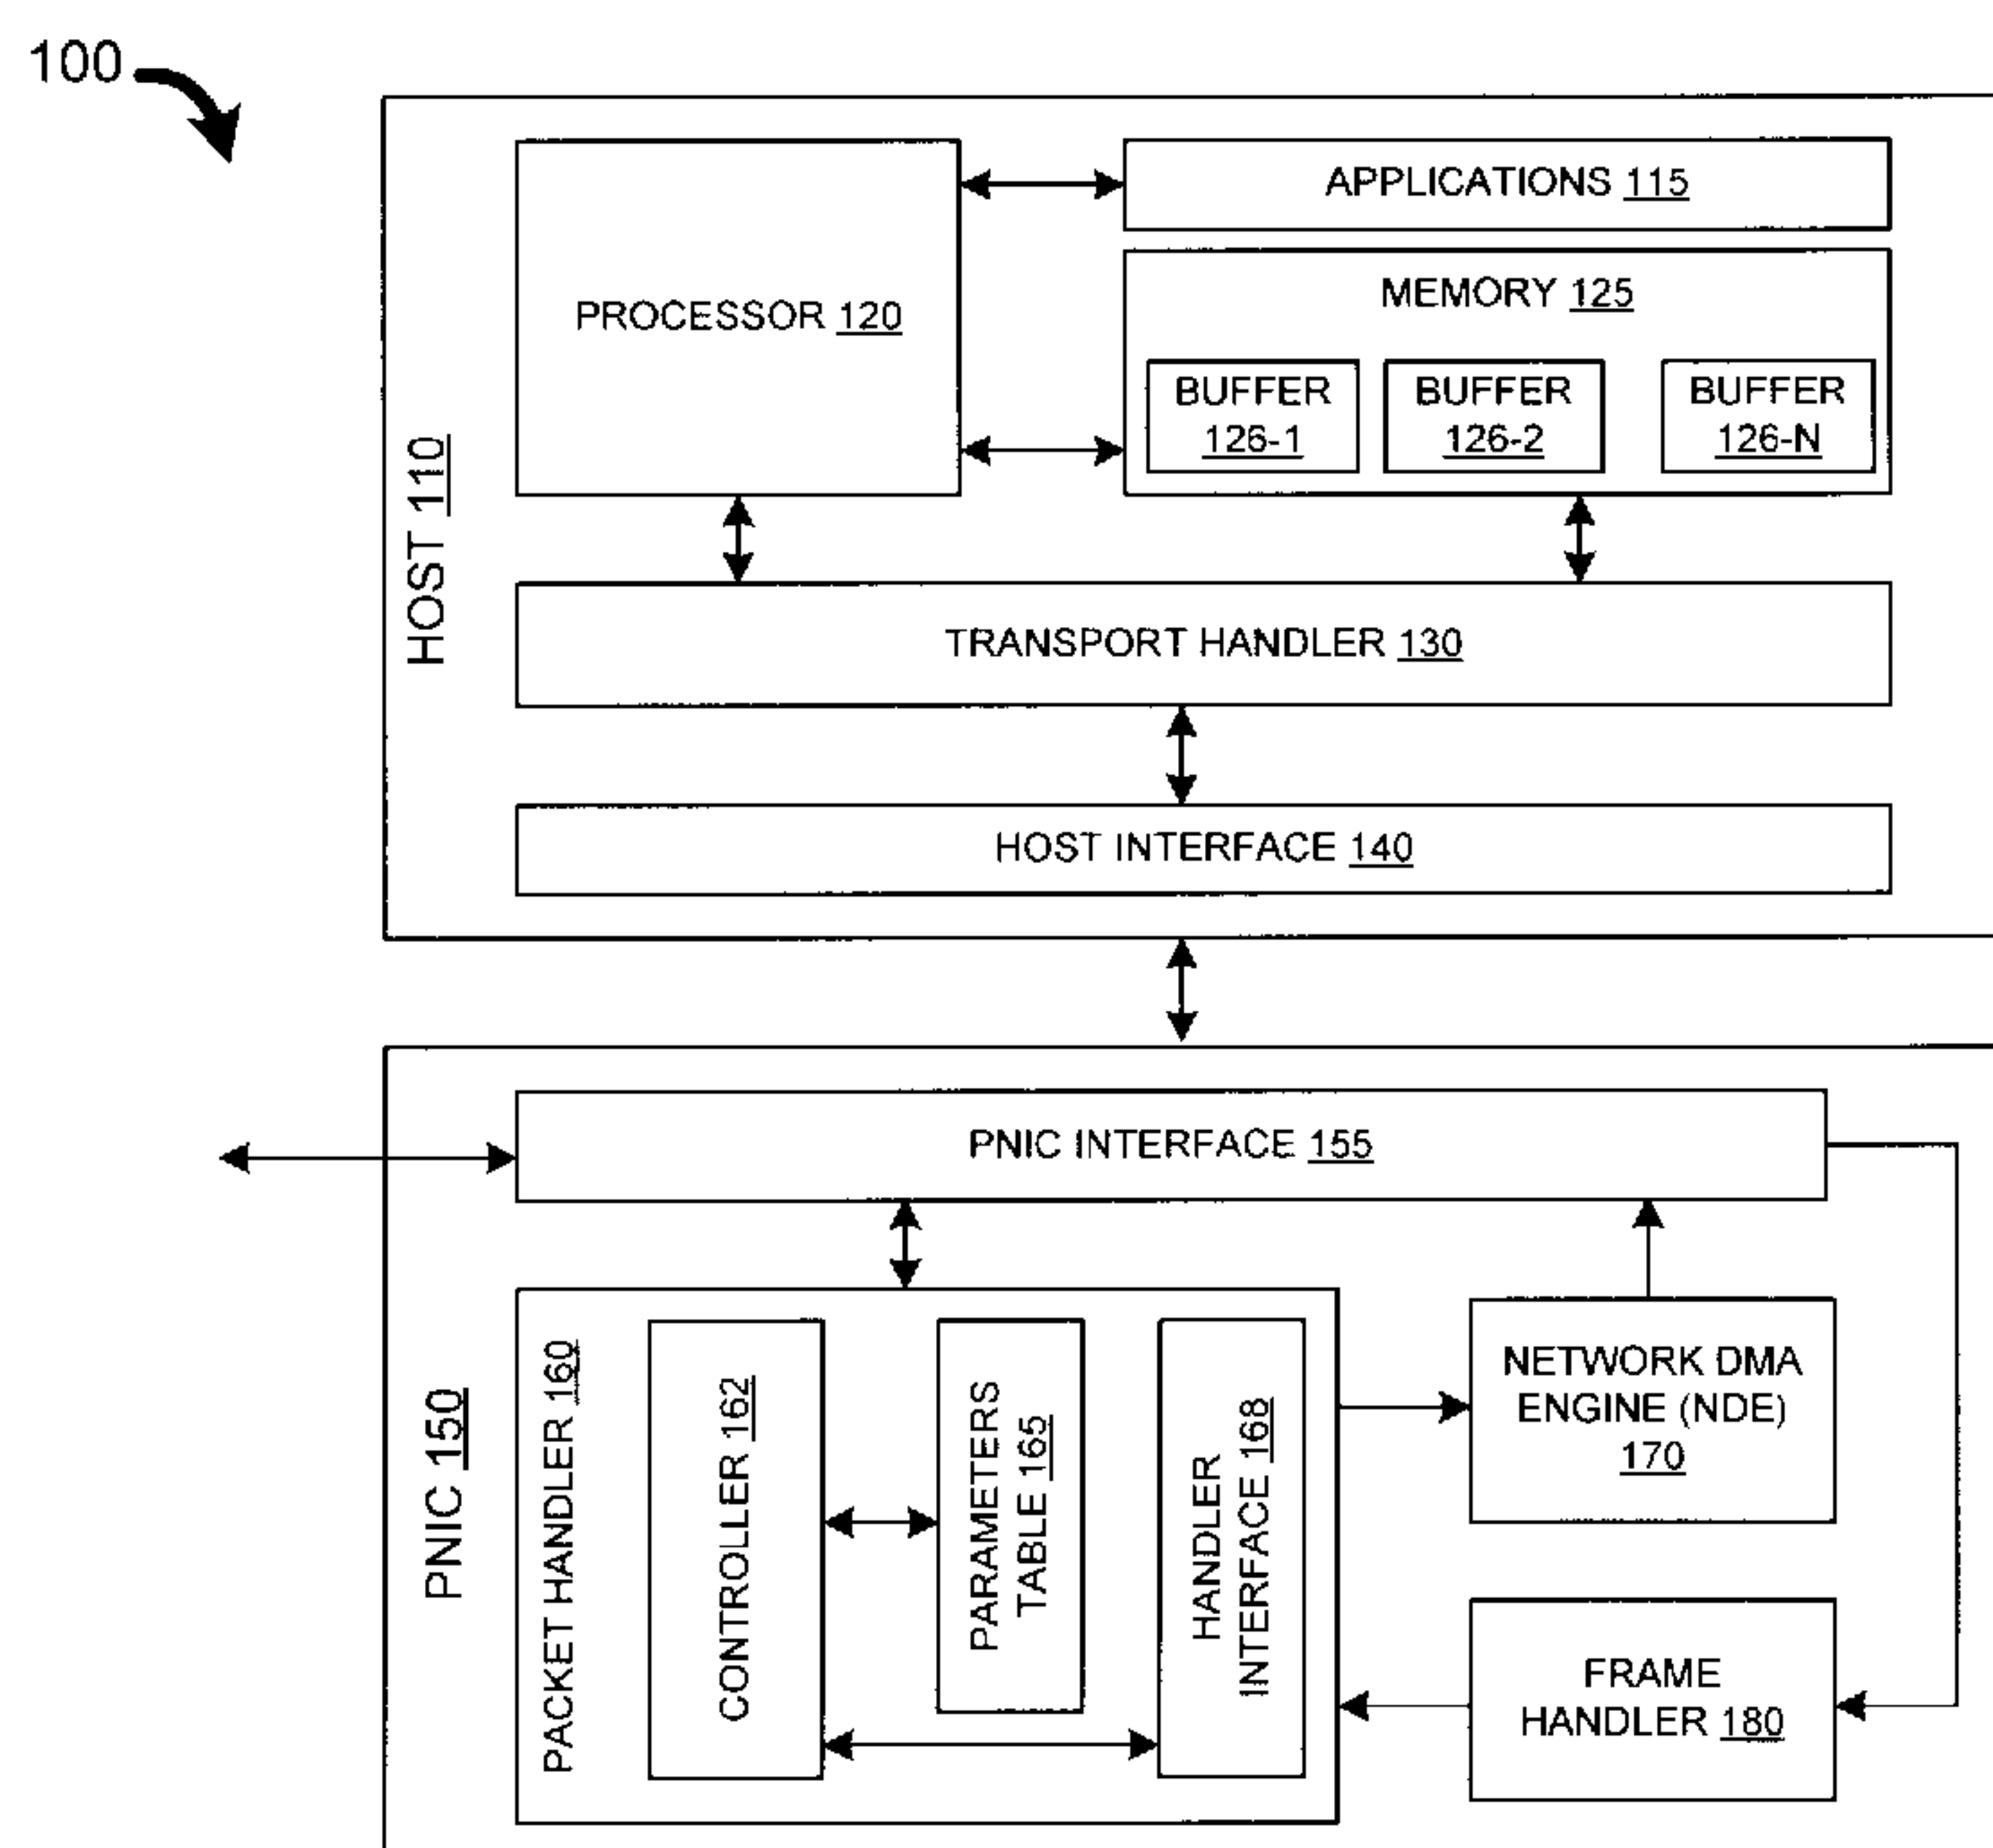 100
HOST 110
PROCESSOR 120
APPLICATIONS 115
MEMORY 125
BUFFER
126-1
BUFFER
126-2
BUFFER
126-N
TRANSPORT HANDLER 130
HOST INTERFACE 140
PNIC 150
PNIC INTERFACE 155
PACKET HANDLER 160
CONTROLLER 162
PARAMETERS
TABLE 165
HANDLER
INTERFACE 168
NETWORK DMA
ENGINE (NDE)
170
FRAME
HANDLER 180